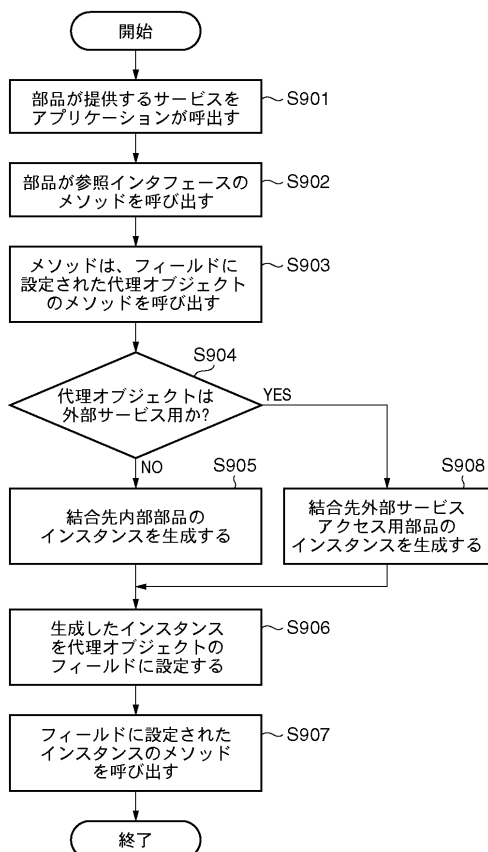 開始
部品が提供するサービスを
アプリケーションが呼出す
S901
部品が参照インタフェースの
メソッドを呼び出す
S902
メソッドは、フィールドに
設定された代理オブジェクト
のメソッドを呼び出す
S903
S904
代理オブジェクトは
外部サービス用か?
YES
NO
S905
結合先内部部品の
インスタンスを生成する
S908
結合先外部サービス
アクセス用部品の
インスタンスを生成する
生成したインスタンス
を代理オブジェクトの
フィールドに設定する
S906
フィールドに設定された
インスタンスのメソッド
を呼び出す
S907
終了